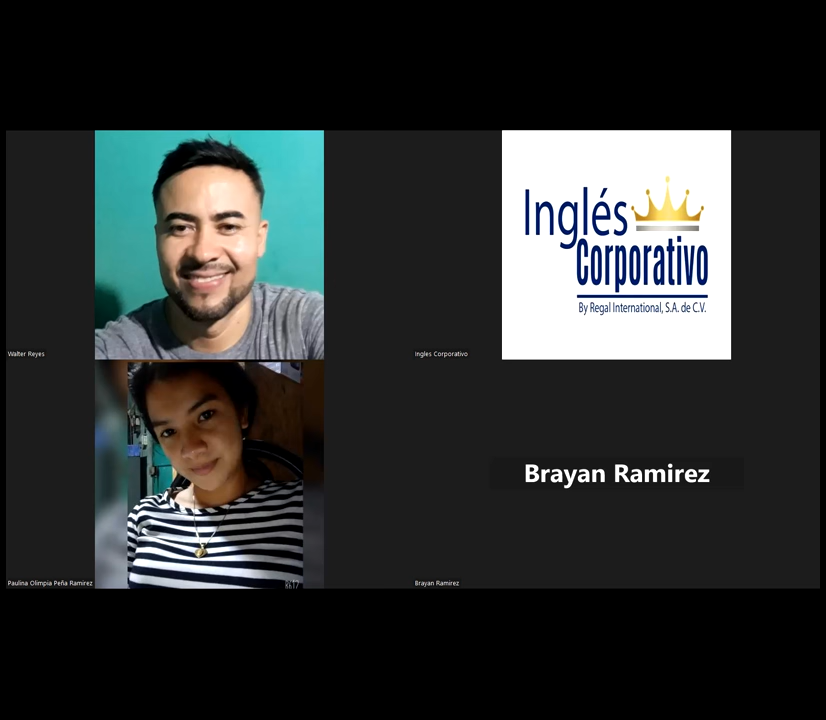 Inglés
Corporativo
By Regal International, S.A. de C.V.
Walter Reyes
Ingles Corporativo
Brayan Ramirez
Paulina Olimpia Peña Ramirez
Brayan Ramirez